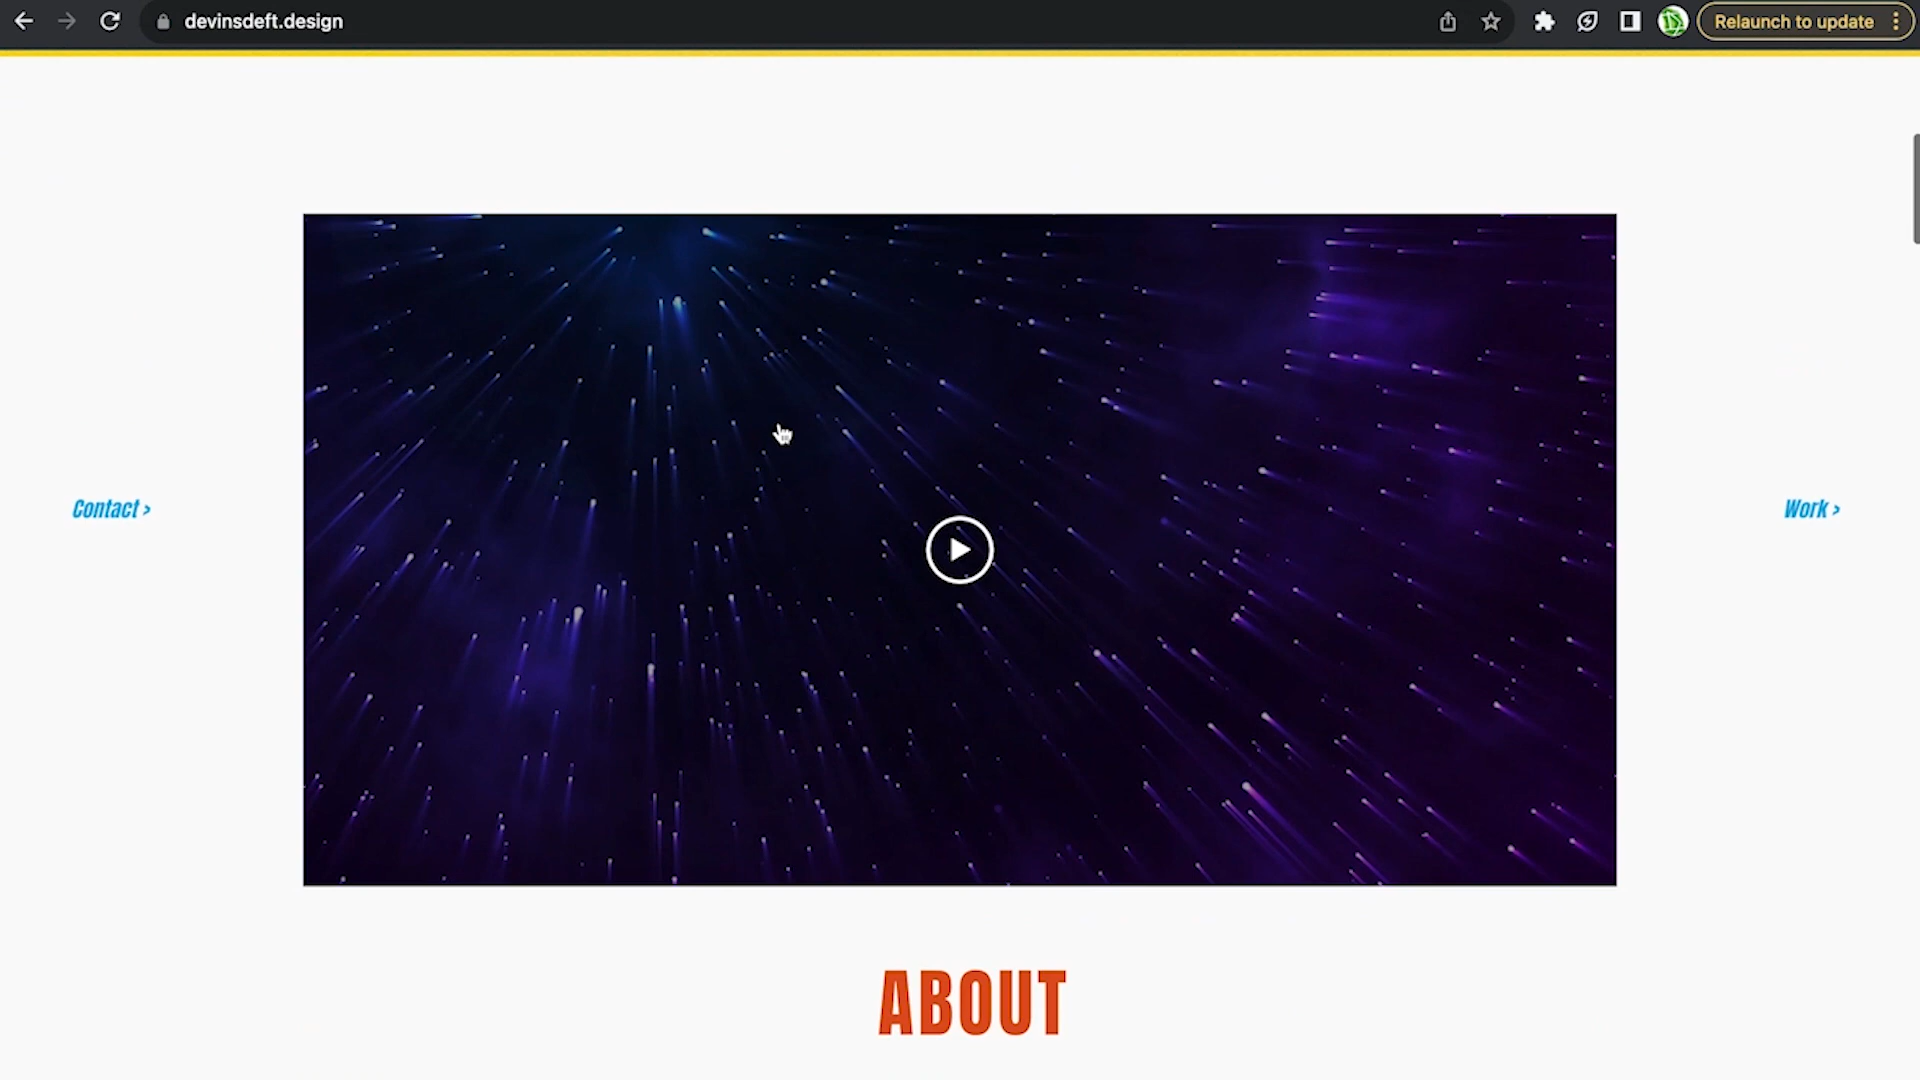 devinsdeft.design
Relaunch to update
Contact >
Work >
ABOUT